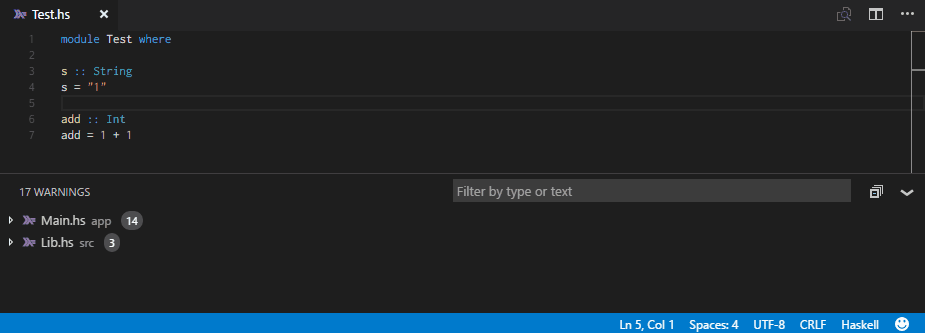 Test.hs
1 module Test where
2
3 s :: String
4 s = "1"
5
6 add :: Int
7 add = 1 + 1
17 WARNINGS Filter by type or text
Main.hs app 14
Lib.hs src 3
Ln 5, Col 1 Spaces: 4 UTF-8 CRLF Haskell